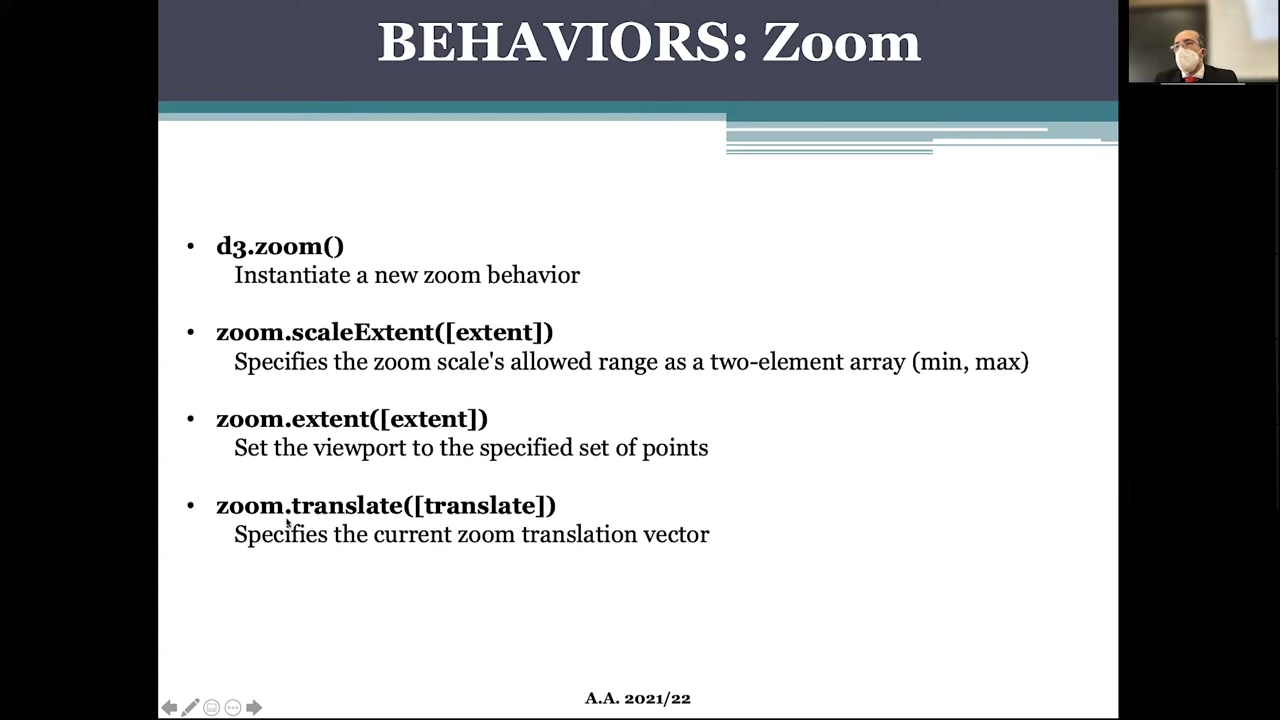 BEHAVIORS: Zoom
• d3.zoom()
Instantiate a new zoom behavior
• zoom.scaleExtent([extent])
Specifies the zoom scale's allowed range as a two-element array (min, max)
• zoom.extent([extent])
Set the viewport to the specified set of points
• zoom.translate([translate])
Specifies the current zoom translation vector
A.A. 2021/22